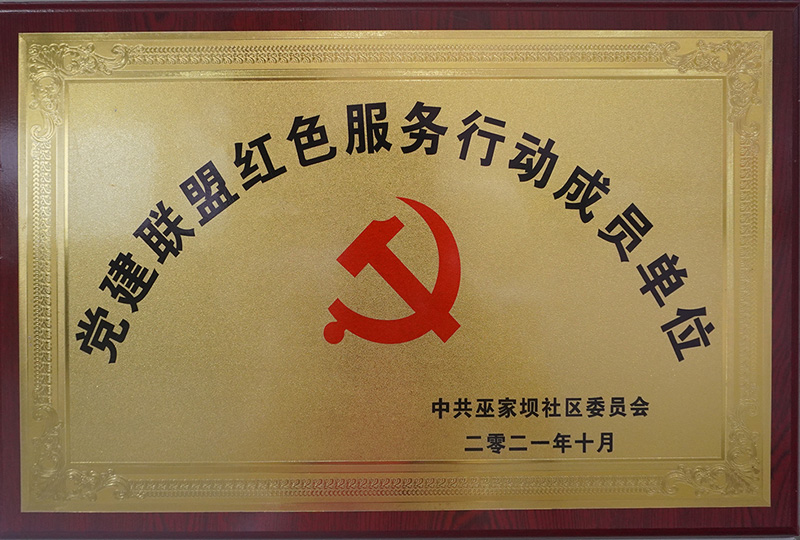 党建联盟红色服务行动成员单位
中共巫家坝社区委员会
二零二一年十月